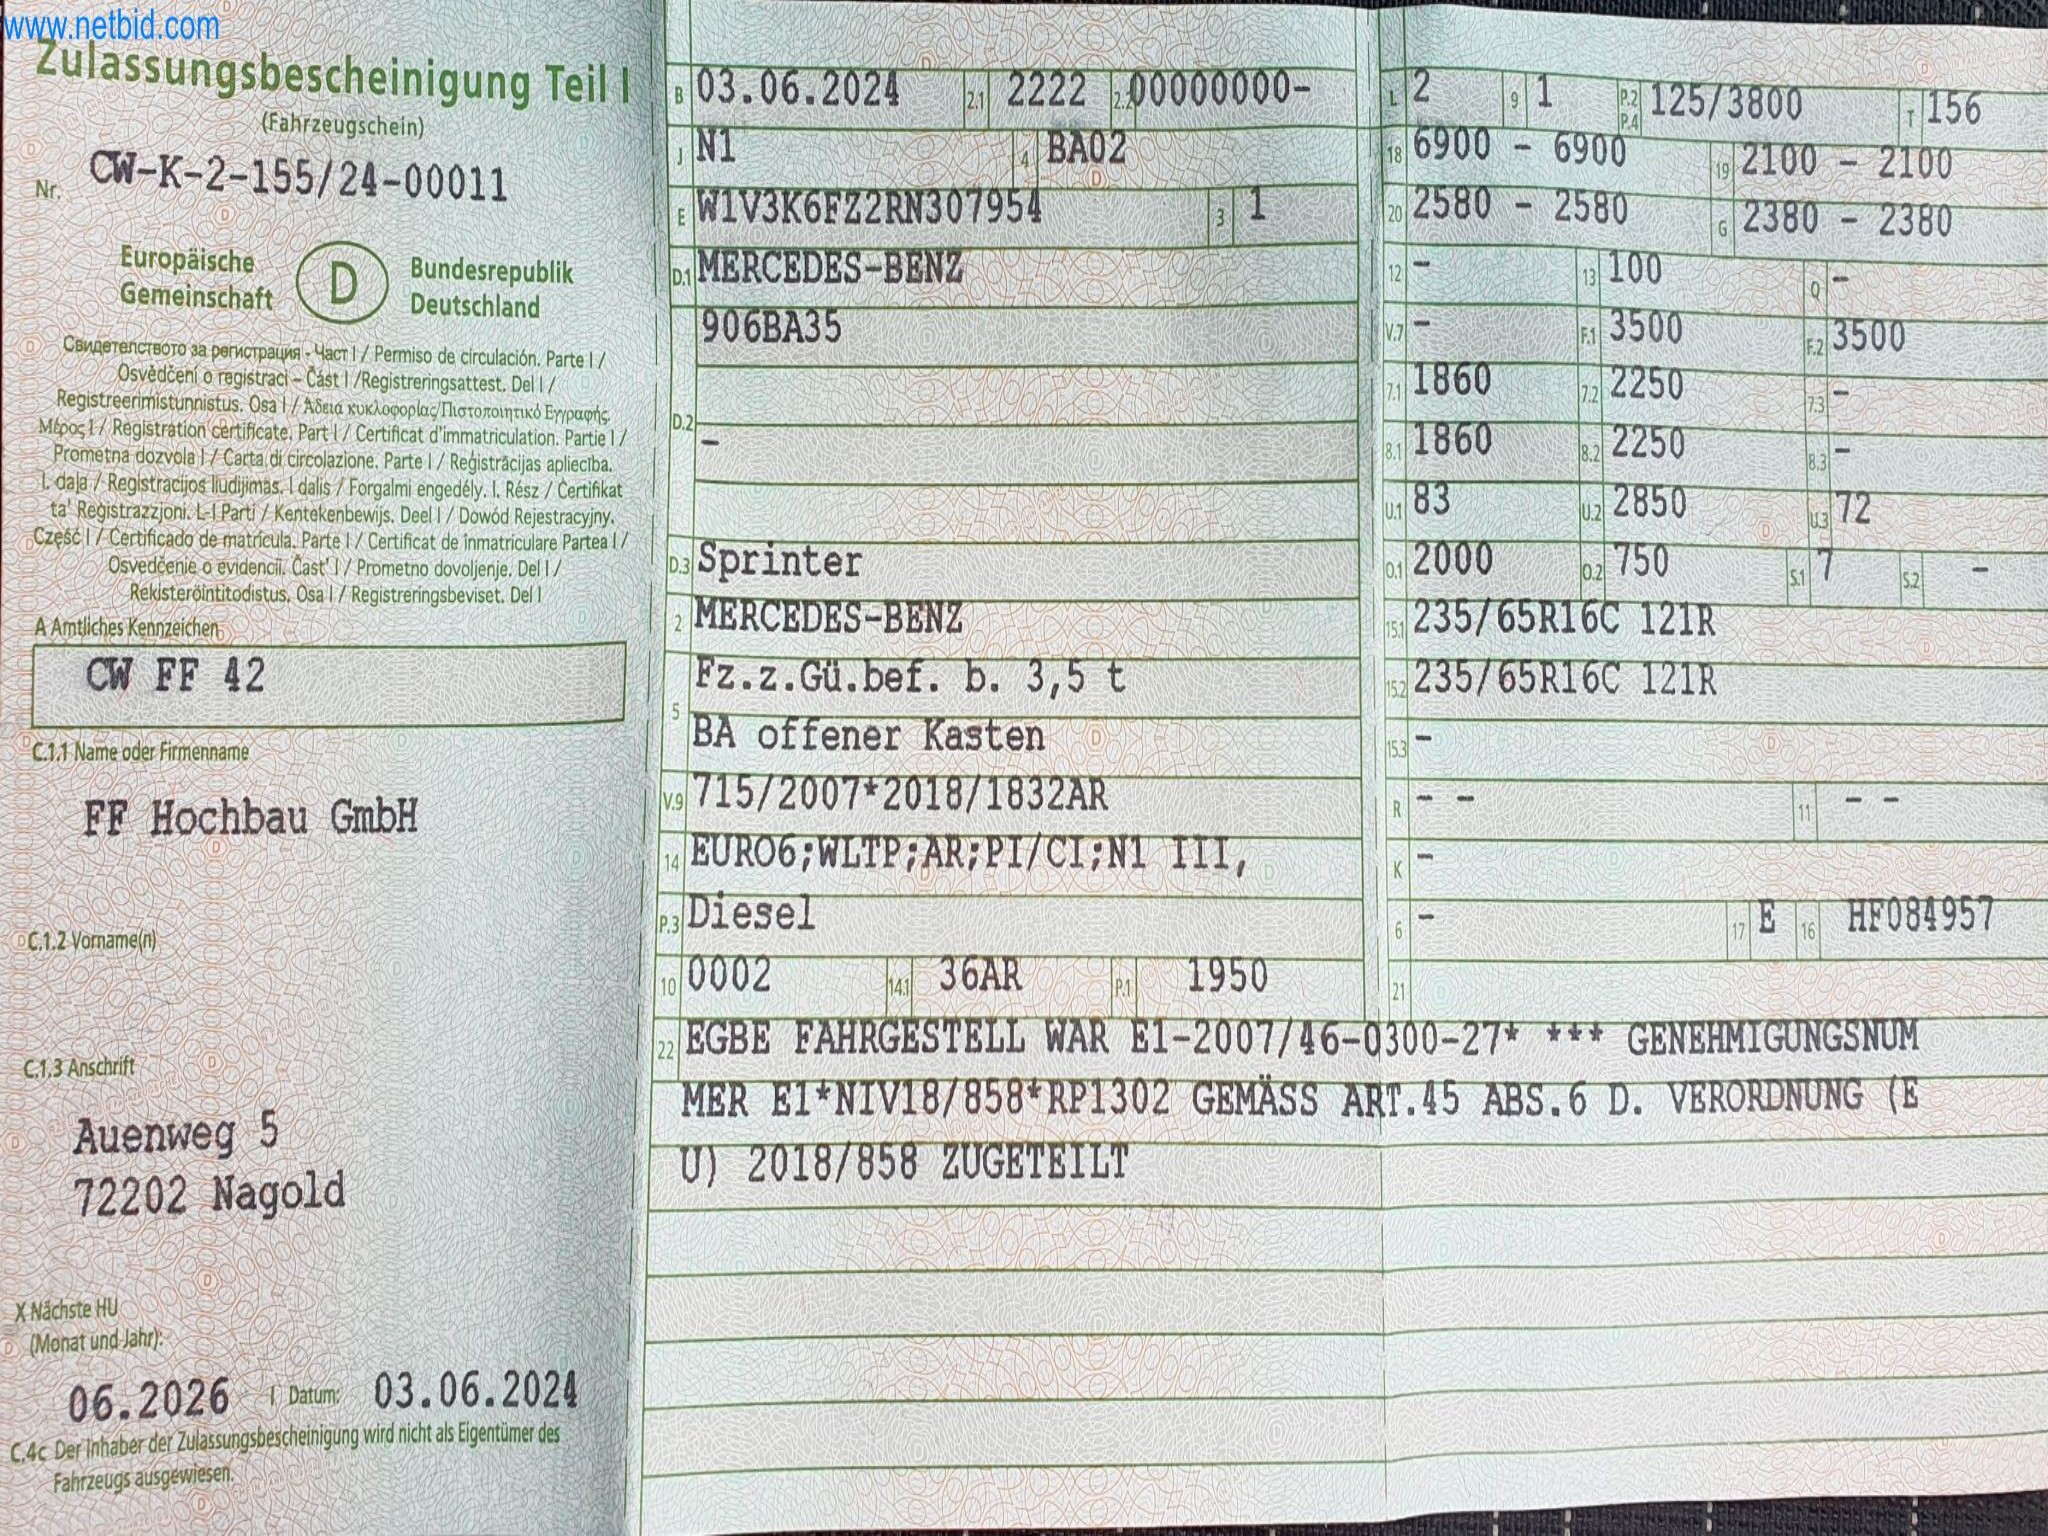 www.netbid.com
Zulassungsbescheinigung Teil I
(Fahrzeugschein)
Nr. CW-K-2-155/24-00011
Europäische Gemeinschaft
D
Bundesrepublik Deutschland
Свидетелството за регистрация - Част I / Permiso de circulación. Parte I /
Osvědčení o registraci – Část I /Registreringsattest. Del I /
Registreerimistunnistus. Osa I / Άδεια κυκλοφορίας/Πιστοποιητικό Εγγραφής.
Μέρος I / Registration certificate. Part I / Certificat d'immatriculation. Partie I /
Prometna dozvola I / Carta di circolazione. Parte I / Reģistrācijas apliecība.
I. daļa / Registracijos liudijimas. I dalis / Forgalmi engedély. I. Rész / Ċertifikat
ta' Reġistrazzjoni. L-I Parti / Kentekenbewijs. Deel I / Dowód Rejestracyjny.
Część I / Certificado de matrícula. Parte I / Certificat de înmatriculare Partea I /
Osvedčenie o evidencii. Časť I / Prometno dovoljenje. Del I /
Rekisteröintitodistus. Osa I / Registreringsbeviset. Del I
A Amtliches Kennzeichen
CW FF 42
C.1.1 Name oder Firmenname
FF Hochbau GmbH
C.1.2 Vorname(n)
C.1.3 Anschrift
Auenweg 5
72202 Nagold
X Nächste HU
(Monat und Jahr):
06.2026 I Datum: 03.06.2024
C.4c Der Inhaber der Zulassungsbescheinigung wird nicht als Eigentümer des
Fahrzeugs ausgewiesen.
B 03.06.2024 2.1 2222 2.2 00000000-
J N1 4 BA02
E W1V3K6FZ2RN307954 3 1
D.1 MERCEDES-BENZ
906BA35
D.2
-
D.3 Sprinter
2 MERCEDES-BENZ
5 Fz.z.Gü.bef. b. 3,5 t
BA offener Kasten
V.9 715/2007*2018/1832AR
14 EURO6;WLTP;AR;PI/CI;N1 III,
P.3 Diesel
10 0002 14.1 36AR P.1 1950
L 2 9 1 P.2 P.4 125/3800 T 156
18 6900 - 6900 19 2100 - 2100
20 2580 - 2580 G 2380 - 2380
12 - 13 100 Q -
V.7 - F.1 3500 F.2 3500
7.1 1860 7.2 2250 7.3 -
8.1 1860 8.2 2250 8.3 -
U.1 83 U.2 2850 U.3 72
O.1 2000 O.2 750 S.1 7 S.2 -
15.1 235/65R16C 121R
15.2 235/65R16C 121R
15.3 -
R - - 11 - -
K -
6 - 17 E 16 HF084957
21
22 EGBE FAHRGESTELL WAR E1-2007/46-0300-27* *** GENEHMIGUNGSNUM
MER E1*NIV18/858*RP1302 GEMÄSS ART.45 ABS.6 D. VERORDNUNG (E
U) 2018/858 ZUGETEILT